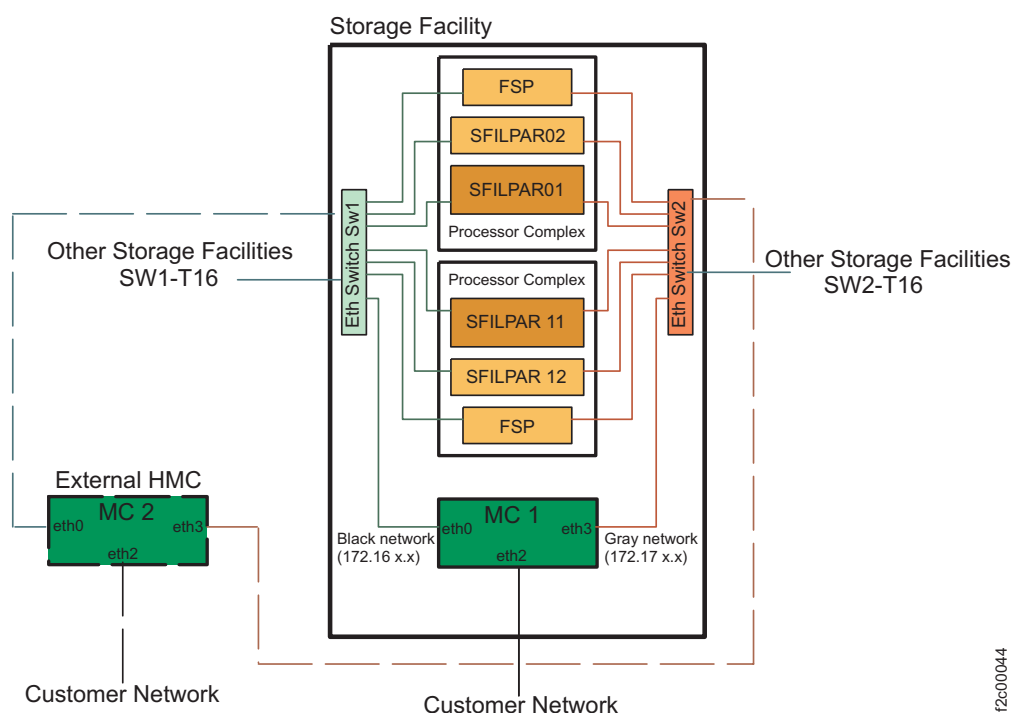 Storage Facility
FSP
SFILPAR02
SFILPAR01
Processor Complex
Eth Switch Sw1
Eth Switch Sw2
Other Storage Facilities
SW1-T16
Other Storage Facilities
SW2-T16
Processor Complex
SFILPAR 11
SFILPAR 12
FSP
External HMC
MC 2
eth0
eth3
eth2
MC 1
eth0
eth3
eth2
Black network
(172.16 x.x)
Gray network
(172.17 x.x)
Customer Network
Customer Network
f2c00044